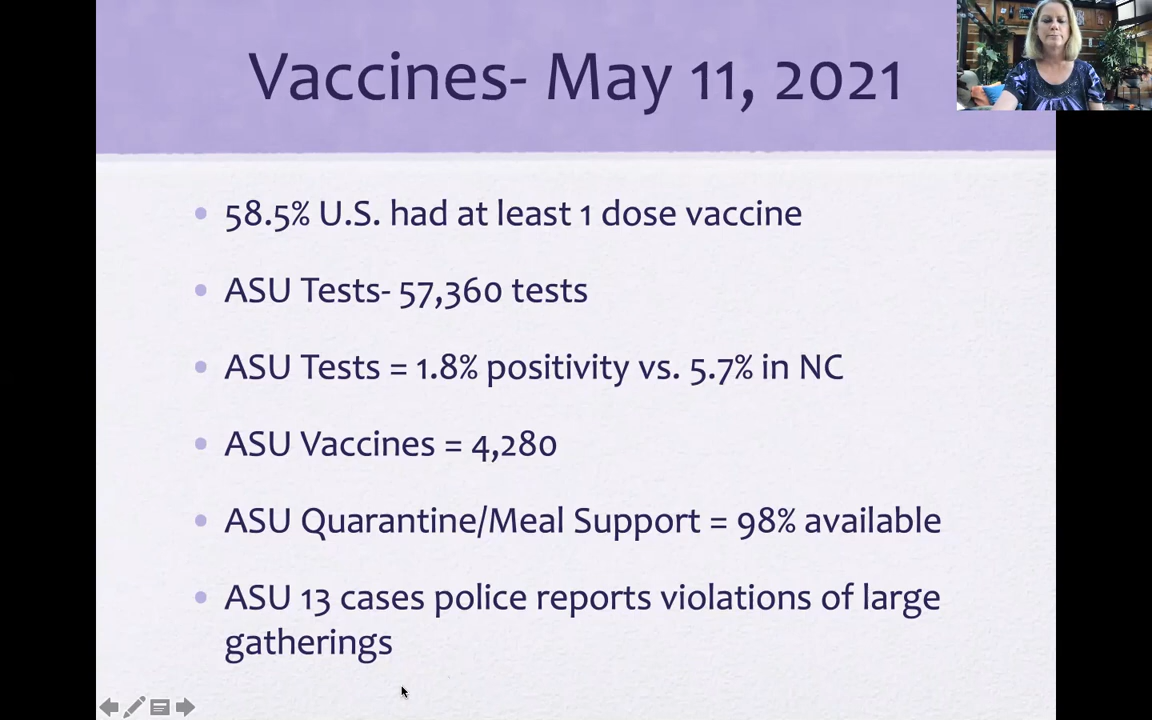 Vaccines- May 11, 2021
58.5% U.S. had at least 1 dose vaccine
ASU Tests- 57,360 tests
ASU Tests = 1.8% positivity vs. 5.7% in NC
ASU Vaccines = 4,280
ASU Quarantine/Meal Support = 98% available
ASU 13 cases police reports violations of large
gatherings